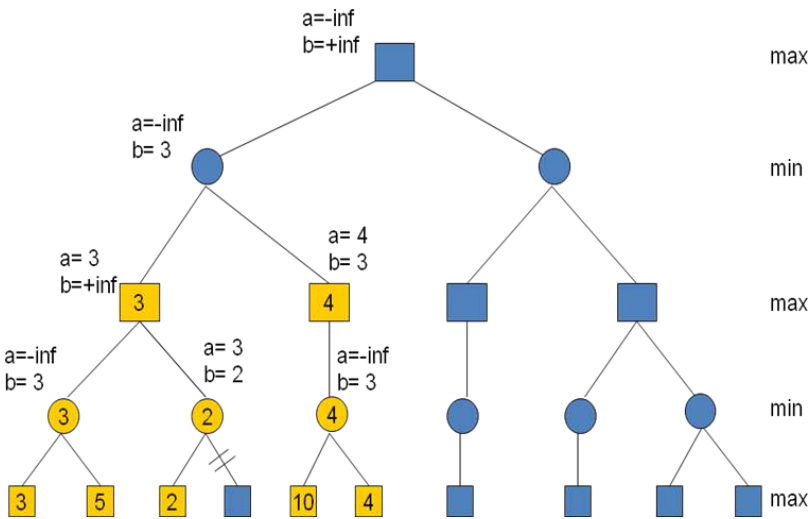 a=-inf
b=+inf
max
a=-inf
b= 3
min
a= 3
b=+inf
a= 4
b= 3
3
4
max
a=-inf
b= 3
a= 3
b= 2
a=-inf
b= 3
3
2
4
min
3
5
2
10
4
max